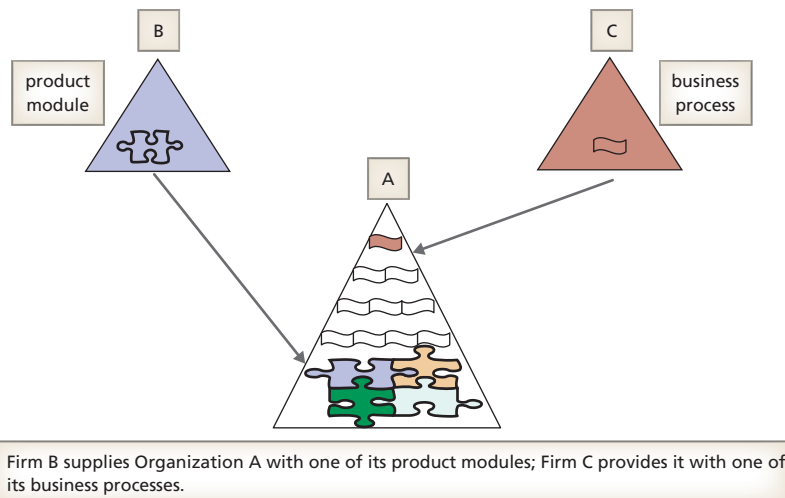 B
C
product
module
business
process
A
Firm B supplies Organization A with one of its product modules; Firm C provides it with one of
its business processes.